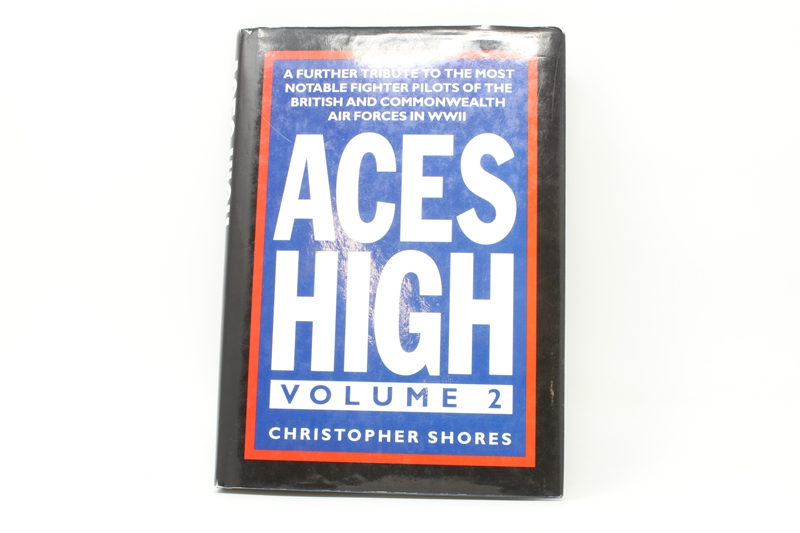 A FURTHER TRIBUTE TO THE MOST
NOTABLE FIGHTER PILOTS OF THE
BRITISH AND COMMONWEALTH
AIR FORCES IN WWII
ACES
HIGH
VOLUME 2
CHRISTOPHER SHORES